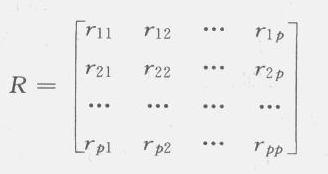 r11 r12 ⋯ r1p
r21 r22 ⋯ r2p
R =
⋯ ⋯ ⋯ ⋯
rp1 rp2 ⋯ rpp